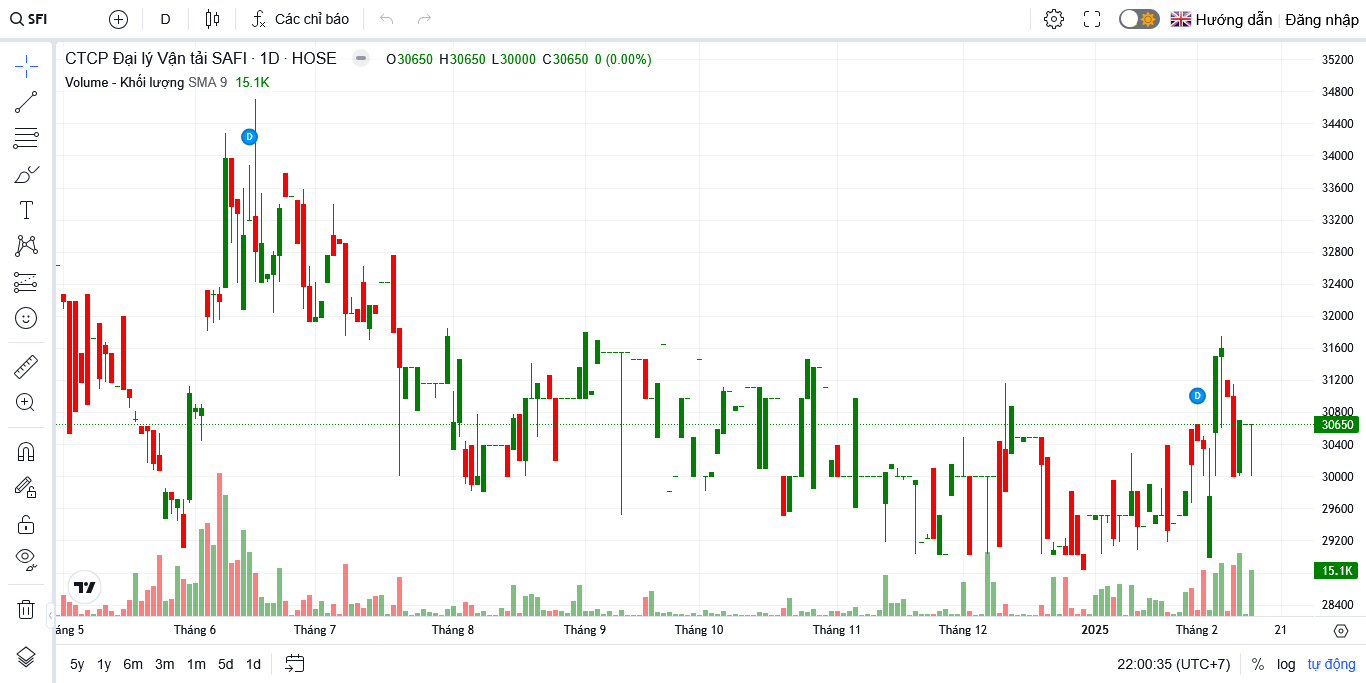 SFI
D
Các chỉ báo
Hướng dẫn
Đăng nhập
CTCP Đại lý Vận tải SAFI · 1D · HOSE
O30650 H30650 L30000 C30650 0 (0.00%)
Volume - Khối lượng SMA 9 15.1K
D
D
35200
34800
34400
34000
33600
33200
32800
32400
32000
31600
31200
30800
30650
30400
30000
29600
29200
15.1K
28400
áng 5 Tháng 6 Tháng 7 Tháng 8 Tháng 9 Tháng 10 Tháng 11 Tháng 12 2025 Tháng 2 21
5y 1y 6m 3m 1m 5d 1d
22:00:35 (UTC+7) % log tự động